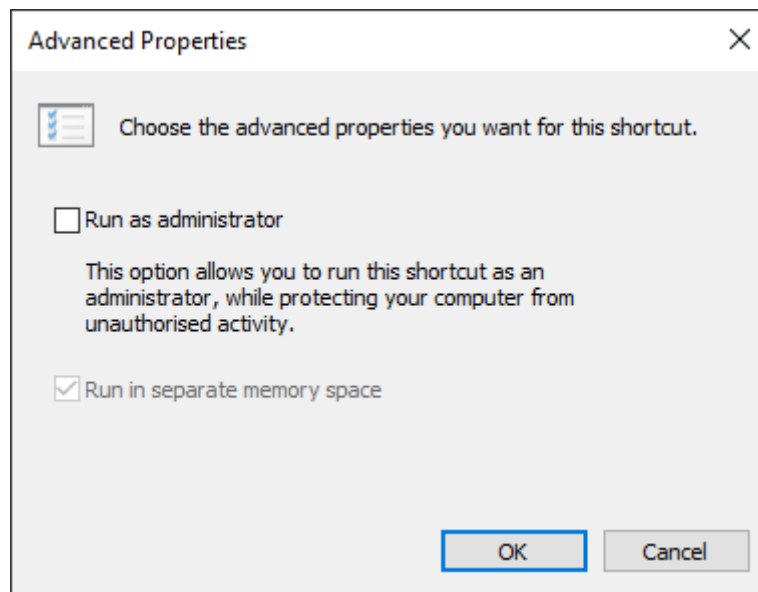 Advanced Properties
Choose the advanced properties you want for this shortcut.
Run as administrator
This option allows you to run this shortcut as an
administrator, while protecting your computer from
unauthorised activity.
Run in separate memory space
OK
Cancel